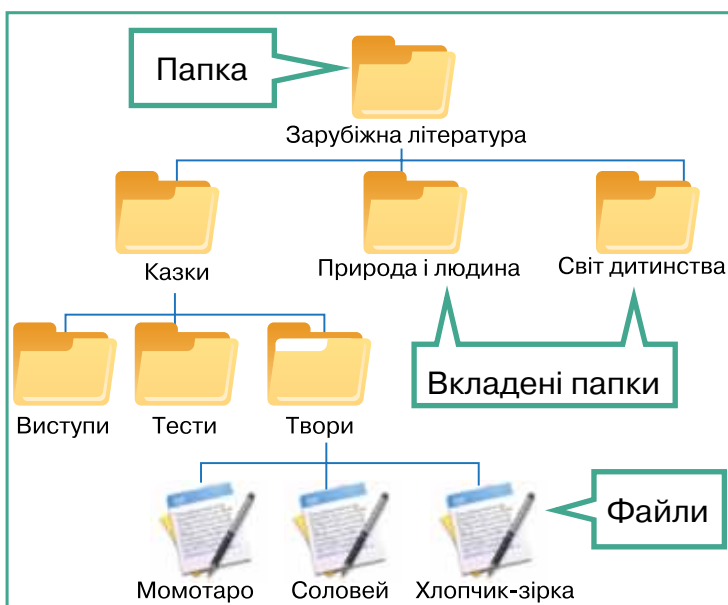 Папка
Зарубіжна література
Казки
Природа і людина
Світ дитинства
Вкладені папки
Виступи
Тести
Твори
Файли
Момотаро
Соловей
Хлопчик-зірка